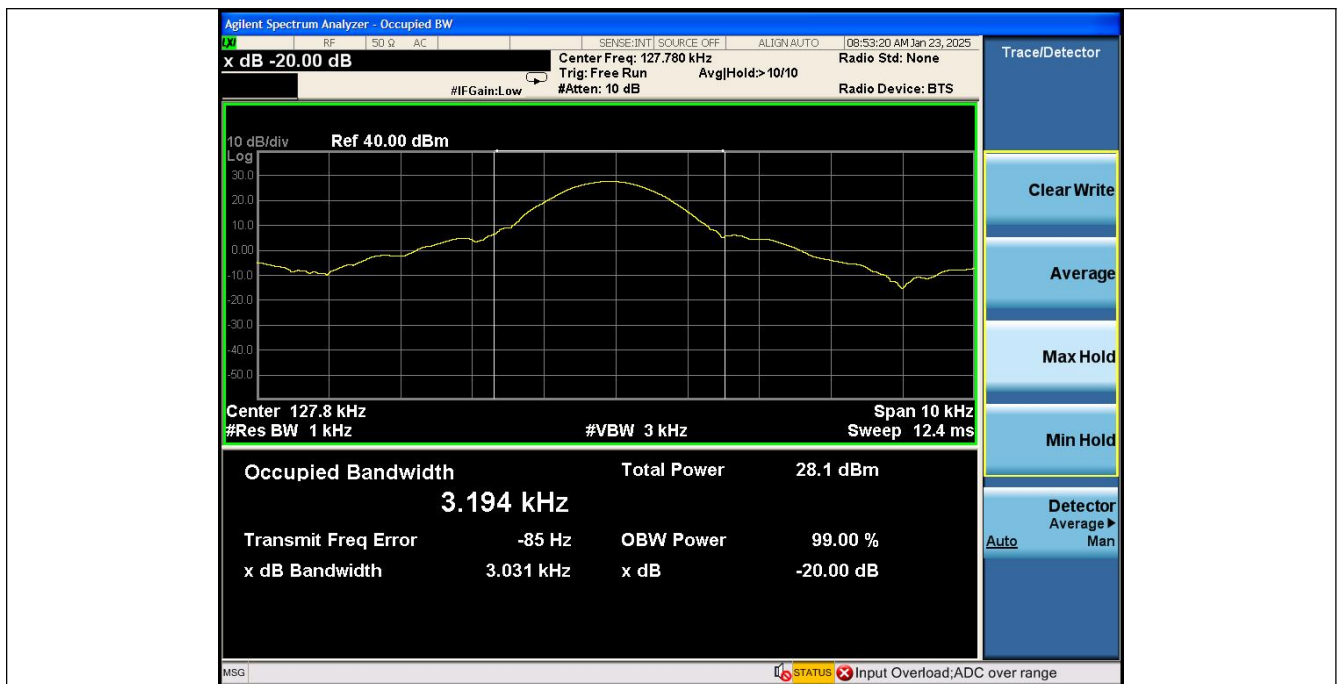 Agilent Spectrum Analyzer - Occupied BW
LXI RF 50 Ω AC SENSE:INT SOURCE OFF ALIGN AUTO 08:53:20 AM Jan 23, 2025
x dB -20.00 dB
Center Freq: 127.780 kHz Radio Std: None
Trig: Free Run Avg|Hold:>10/10
#IFGain:Low #Atten: 10 dB Radio Device: BTS
10 dB/div Ref 40.00 dBm
Log
30.0
20.0
10.0
0.00
-10.0
-20.0
-30.0
-40.0
-50.0
Center 127.8 kHz Span 10 kHz
#Res BW 1 kHz #VBW 3 kHz Sweep 12.4 ms
Occupied Bandwidth Total Power 28.1 dBm
3.194 kHz
Transmit Freq Error -85 Hz OBW Power 99.00 %
x dB Bandwidth 3.031 kHz x dB -20.00 dB
Trace/Detector
Clear Write
Average
Max Hold
Min Hold
Detector
Average▶
Auto Man
MSG STATUS Input Overload;ADC over range